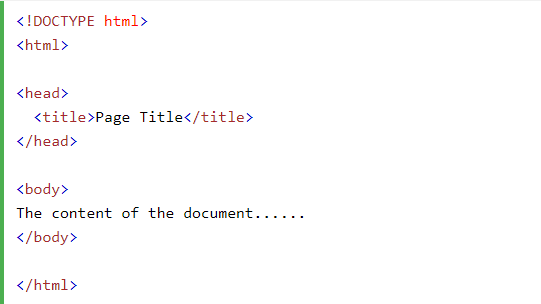 <!DOCTYPE html>
<html>
<head>
<title>Page Title</title>
</head>
<body>
The content of the document......
</body>
</html>